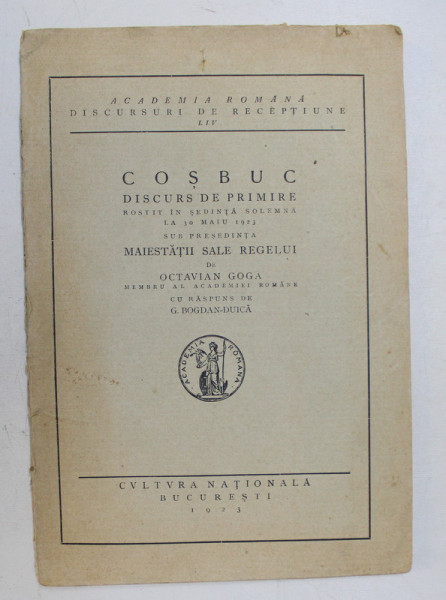 ACADEMIA ROMÂNĂ
DISCURSURI DE RECEPȚIUNE
LIV
COȘBUC
DISCURS DE PRIMIRE
ROSTIT ÎN ȘEDINȚĂ SOLEMNĂ
LA 30 MAIU 1923
SUB PREȘEDINȚA
MAIESTĂȚII SALE REGELUI
DE
OCTAVIAN GOGA
MEMBRU AL ACADEMIEI ROMÂNE
CU RĂSPUNS DE
G. BOGDAN-DUICĂ
ACADEMIA ROMANA
CVLTVRA NAȚIONALĂ
BUCUREȘTI
1923